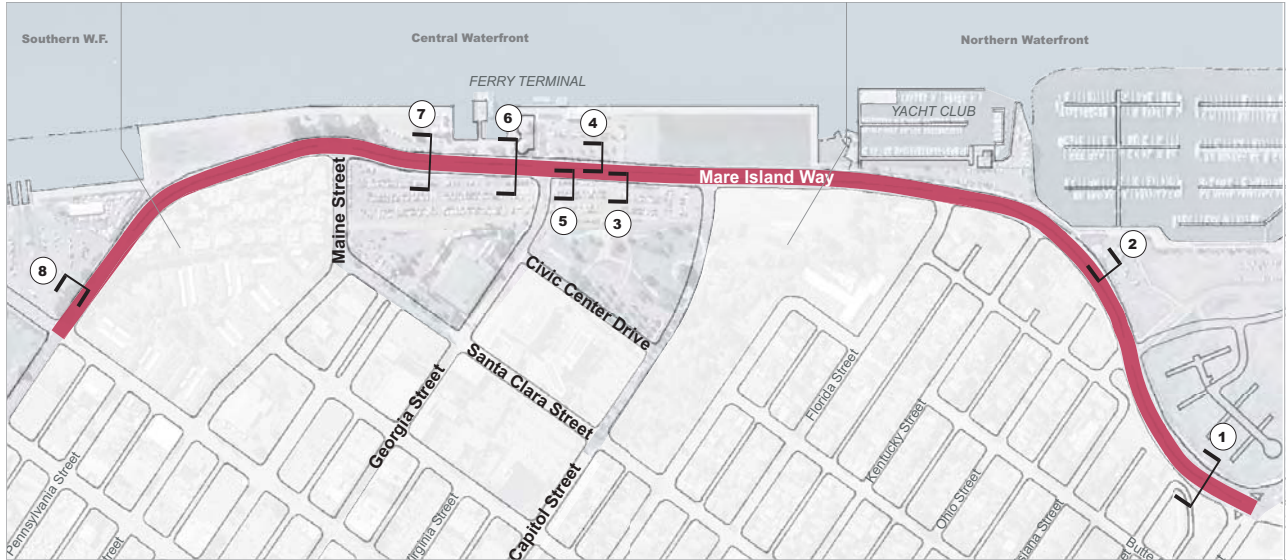 Southern W.F.
Central Waterfront
Northern Waterfront
FERRY TERMINAL
YACHT CLUB
7
6
4
Mare Island Way
5
3
2
8
1
Maine Street
Civic Center Drive
Santa Clara Street
Georgia Street
Capitol Street
Florida Street
Kentucky Street
Ohio Street
Pennsylvania Street
Street